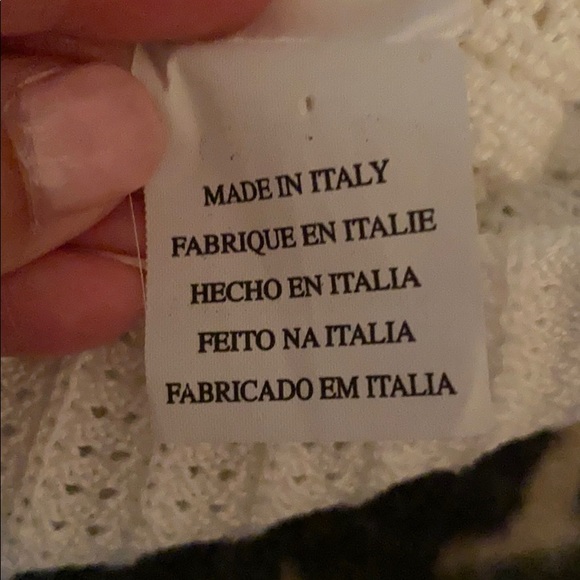 MADE IN ITALY
FABRIQUE EN ITALIE
HECHO EN ITALIA
FEITO NA ITALIA
FABRICADO EM ITALIA